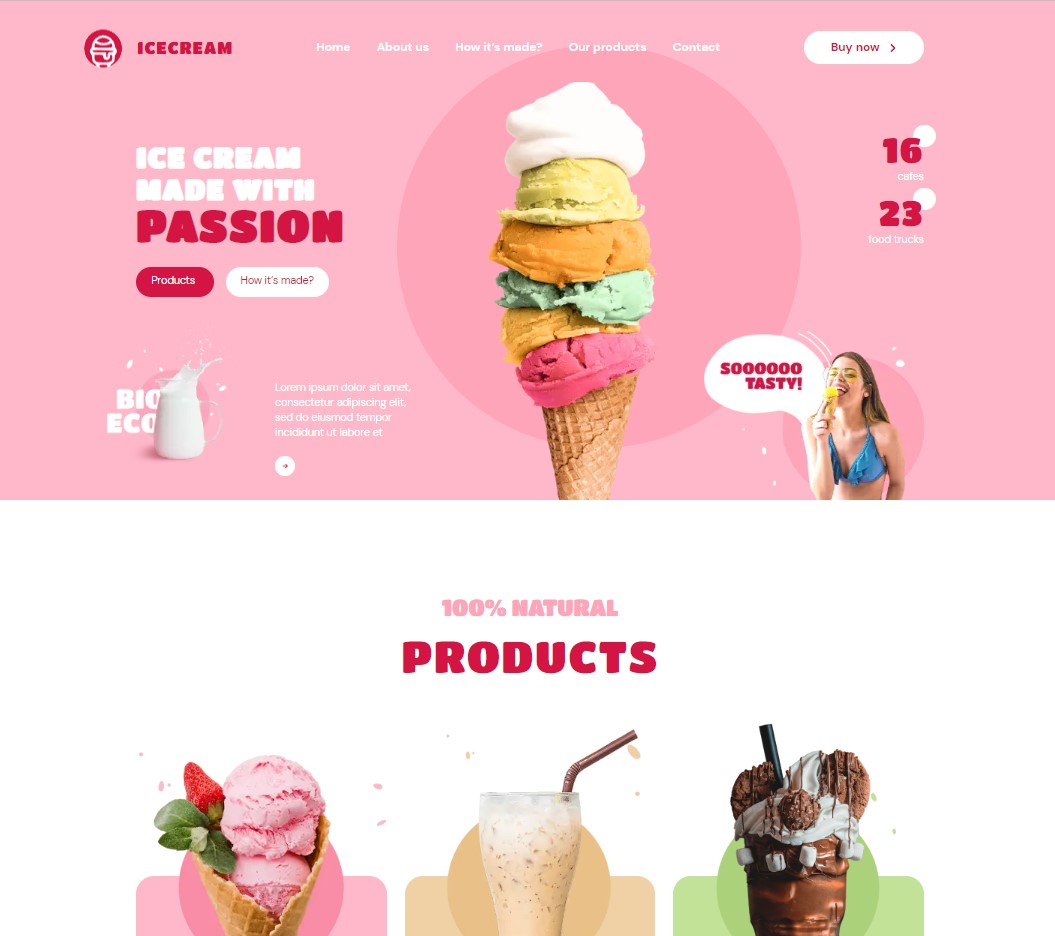 ICECREAM
Home
About us
How it's made?
Our products
Contact
Buy now
ICE CREAM
MADE WITH
PASSION
Products
How it's made?
16
cafes
23
food trucks
BIO
ECO
Lorem ipsum dolor sit amet,
consectetur adipiscing elit,
sed do eiusmod tempor
incididunt ut labore et
SOOOOOO
TASTY!
100% NATURAL
PRODUCTS